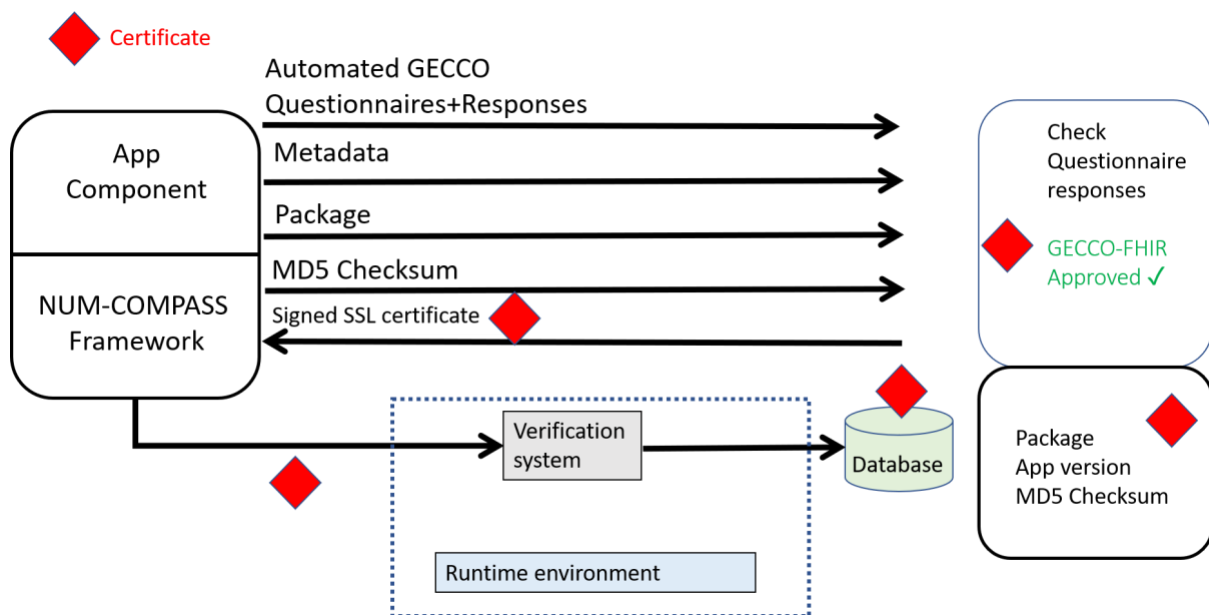 Certificate
Automated GECCO
Questionnaires+Responses
Metadata
Package
MD5 Checksum
Signed SSL certificate
App
Component
NUM-COMPASS
Framework
Check
Questionnaire
responses
GECCO-FHIR
Approved ✓
Package
App version
MD5 Checksum
Verification
system
Database
Runtime environment